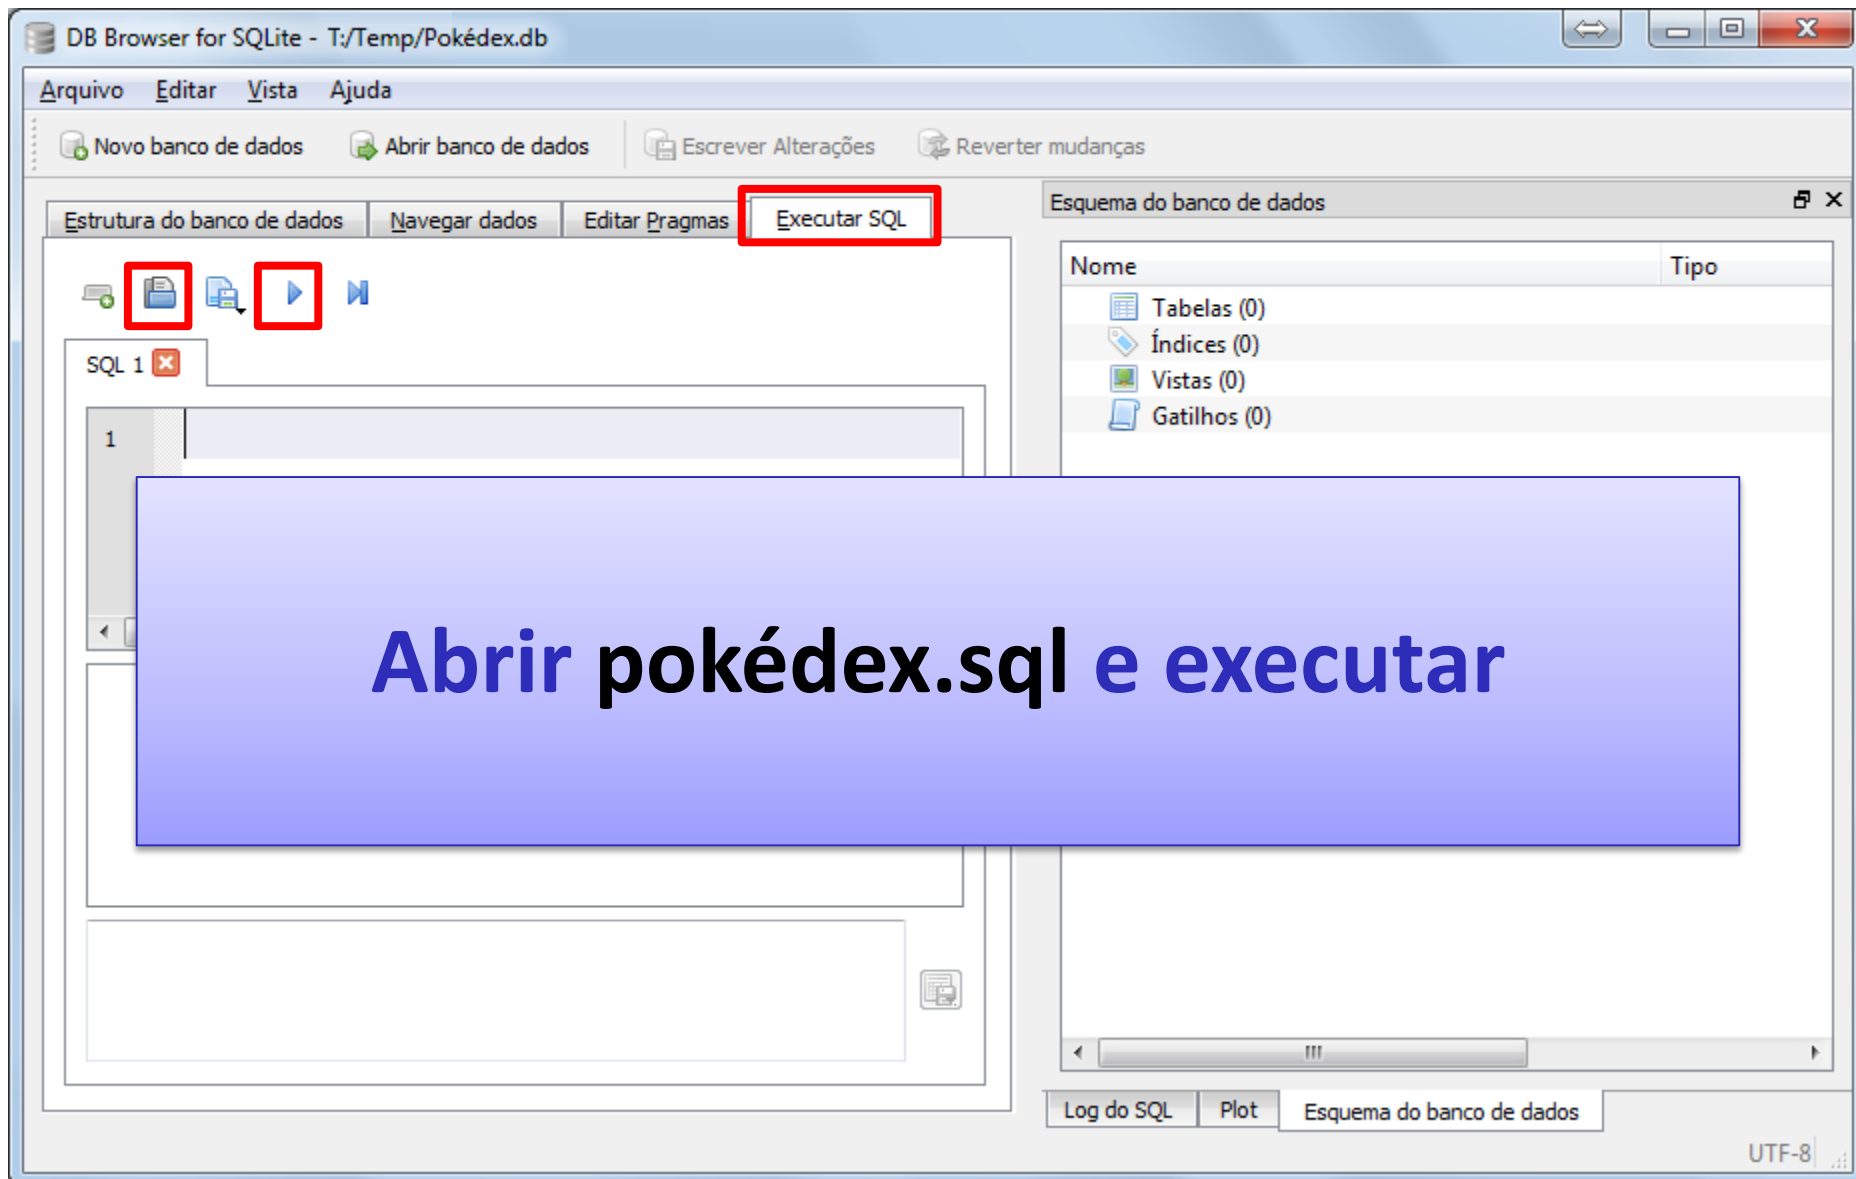 DB Browser for SQLite - T:/Temp/Pokédex.db
Arquivo Editar Vista Ajuda
Novo banco de dados Abrir banco de dados Escrever Alterações Reverter mudanças
Estrutura do banco de dados Navegar dados Editar Pragmas Executar SQL
SQL 1
1
Esquema do banco de dados
Nome Tipo
Tabelas (0)
Índices (0)
Vistas (0)
Gatilhos (0)
Abrir pokédex.sql e executar
Log do SQL Plot Esquema do banco de dados
UTF-8